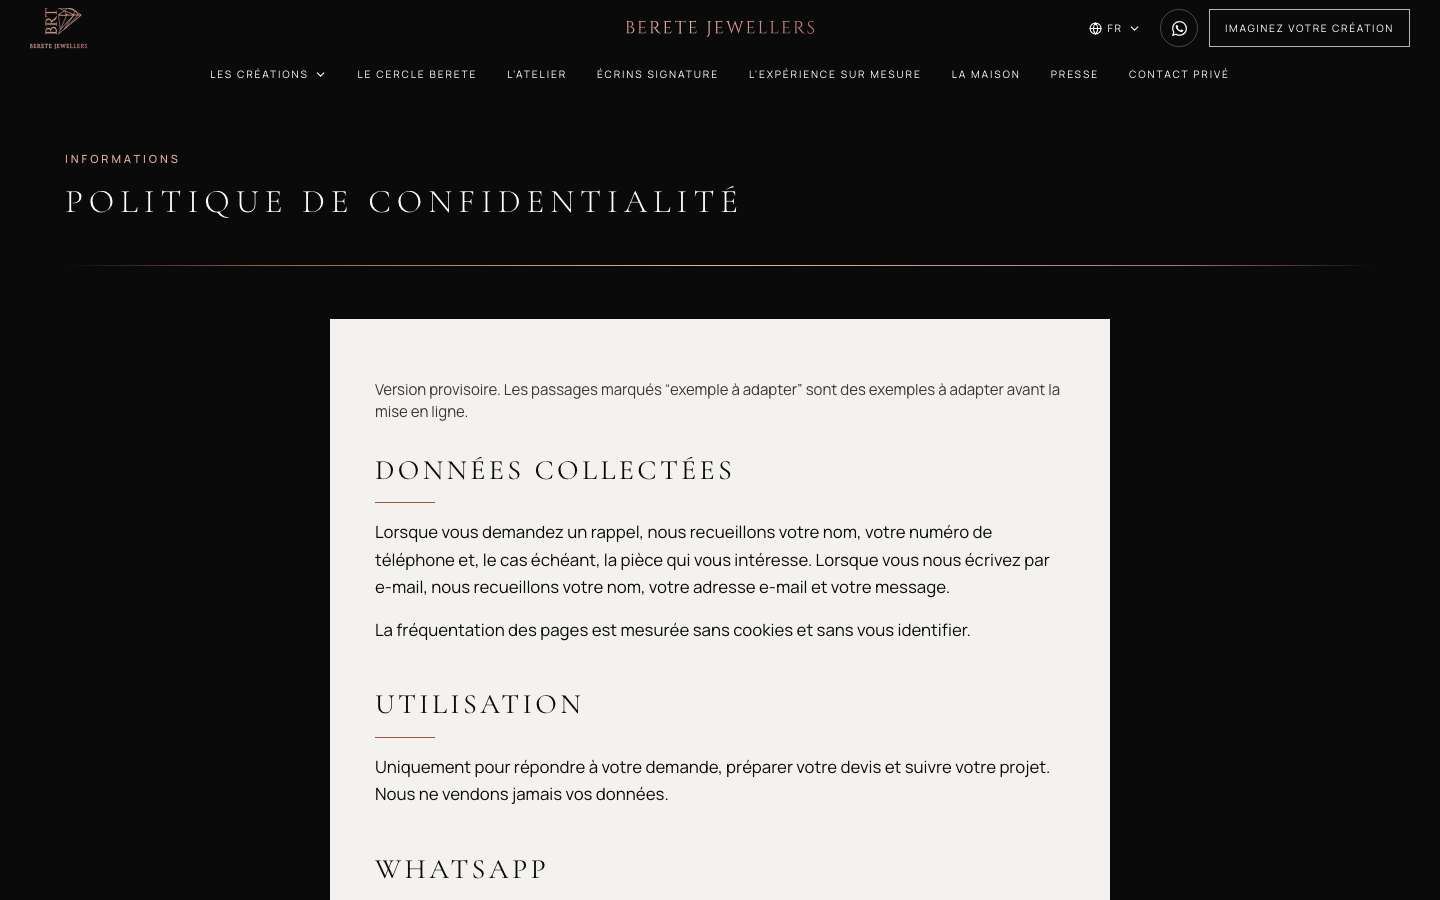 BRT
BERETE JEWELLERS
BERETE JEWELLERS
FR
IMAGINEZ VOTRE CRÉATION
LES CRÉATIONS
LE CERCLE BERETE
L'ATELIER
ÉCRINS SIGNATURE
L'EXPÉRIENCE SUR MESURE
LA MAISON
PRESSE
CONTACT PRIVÉ
INFORMATIONS
POLITIQUE DE CONFIDENTIALITÉ
Version provisoire. Les passages marqués “exemple à adapter” sont des exemples à adapter avant la
mise en ligne.
DONNÉES COLLECTÉES
Lorsque vous demandez un rappel, nous recueillons votre nom, votre numéro de
téléphone et, le cas échéant, la pièce qui vous intéresse. Lorsque vous nous écrivez par
e-mail, nous recueillons votre nom, votre adresse e-mail et votre message.
La fréquentation des pages est mesurée sans cookies et sans vous identifier.
UTILISATION
Uniquement pour répondre à votre demande, préparer votre devis et suivre votre projet.
Nous ne vendons jamais vos données.
WHATSAPP